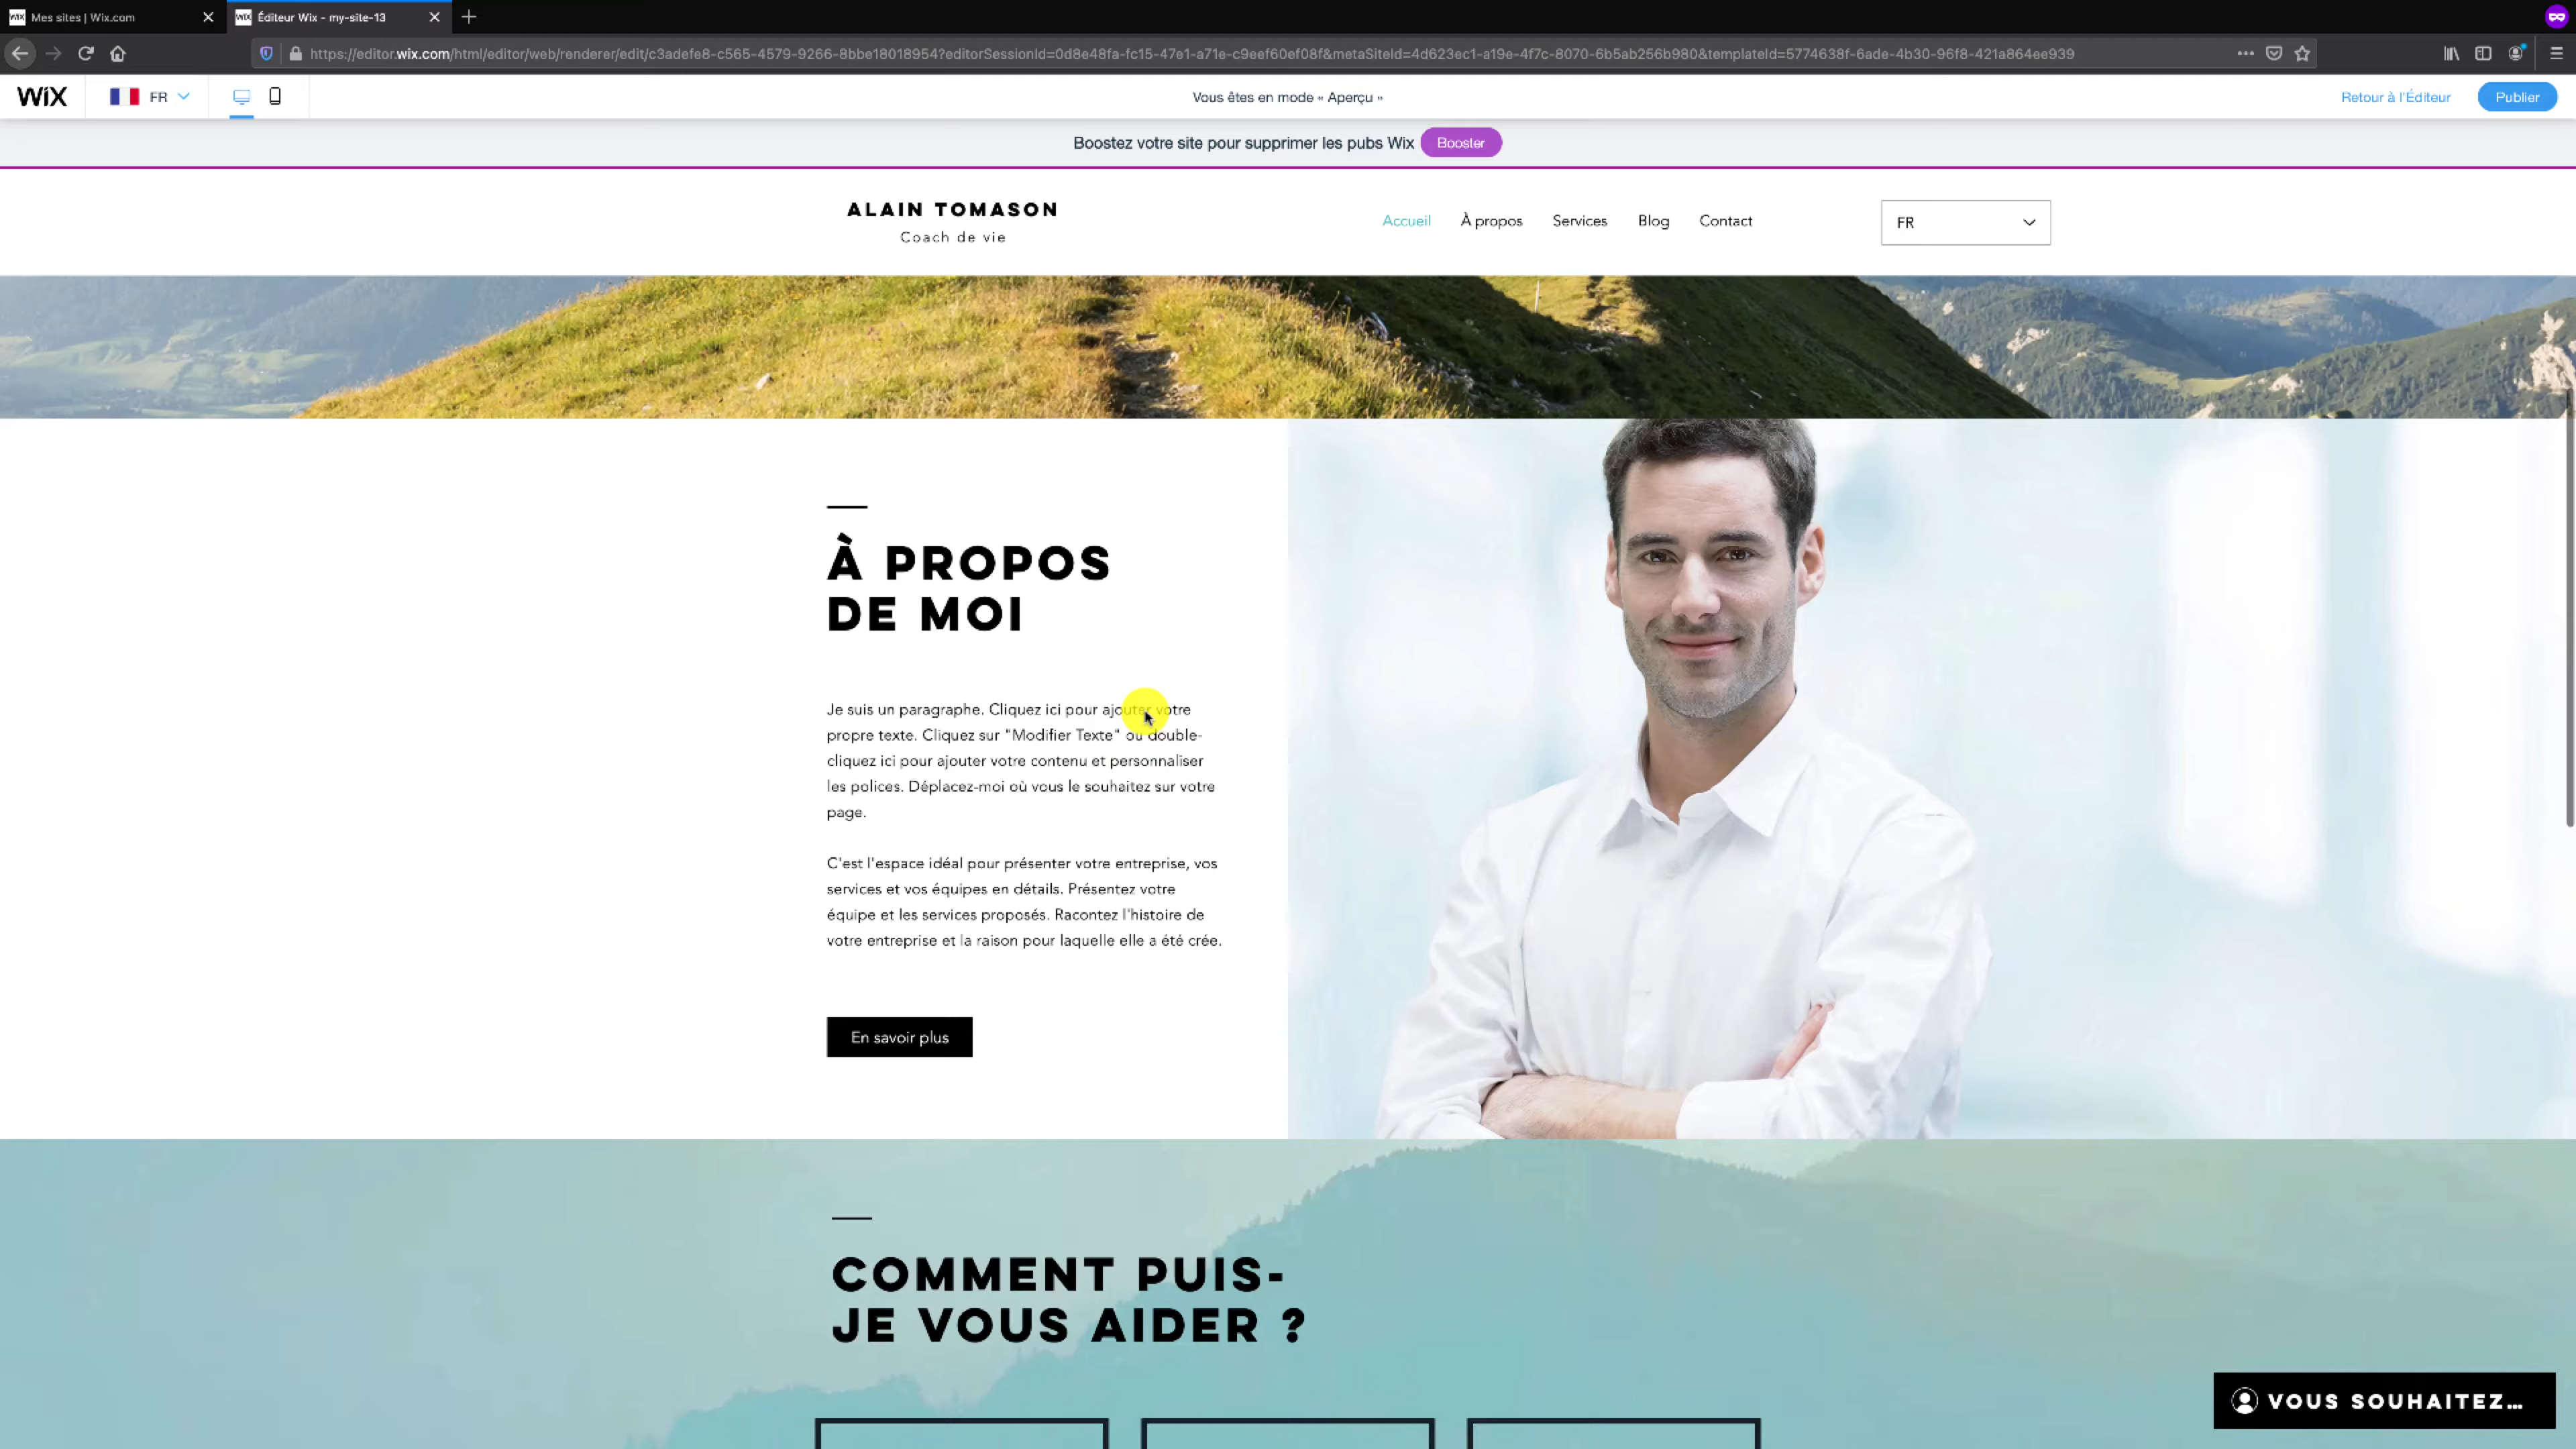 Mes sites | Wix.com
Éditeur Wix - my-site-13
https://editor.wix.com/html/editor/web/renderer/edit/c3adefe8-c565-4579-9266-8bbe18018954?editorSessionId=0d8e48fa-fc15-47e1-a71e-c9eef60ef08f&metaSiteId=4d623ec1-a19e-4f7c-8070-6b5ab256b980&templateId=5774638f-6ade-4b30-96f8-421a864ee939
WiX
FR
Vous êtes en mode « Aperçu »
Retour à l'Éditeur
Publier
Boostez votre site pour supprimer les pubs Wix
Booster
ALAIN TOMASON
Coach de vie
Accueil
À propos
Services
Blog
Contact
FR
À PROPOS
DE MOI
Je suis un paragraphe. Cliquez ici pour ajouter votre
propre texte. Cliquez sur "Modifier Texte" ou double-
cliquez ici pour ajouter votre contenu et personnaliser
les polices. Déplacez-moi où vous le souhaitez sur votre
page.
C'est l'espace idéal pour présenter votre entreprise, vos
services et vos équipes en détails. Présentez votre
équipe et les services proposés. Racontez l'histoire de
votre entreprise et la raison pour laquelle elle a été crée.
En savoir plus
COMMENT PUIS-
JE VOUS AIDER ?
VOUS SOUHAITEZ...